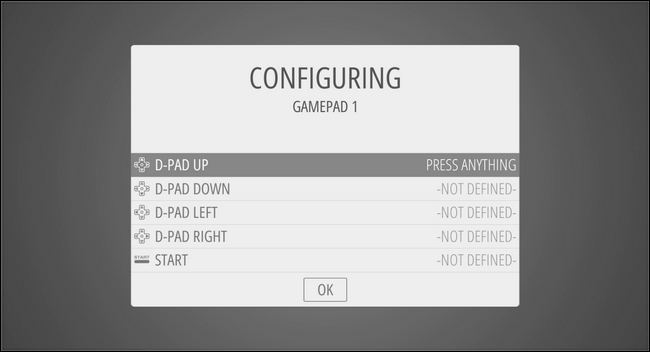 CONFIGURING
GAMEPAD 1
D-PAD UP PRESS ANYTHING
D-PAD DOWN -NOT DEFINED-
D-PAD LEFT -NOT DEFINED-
D-PAD RIGHT -NOT DEFINED-
START START -NOT DEFINED-
OK